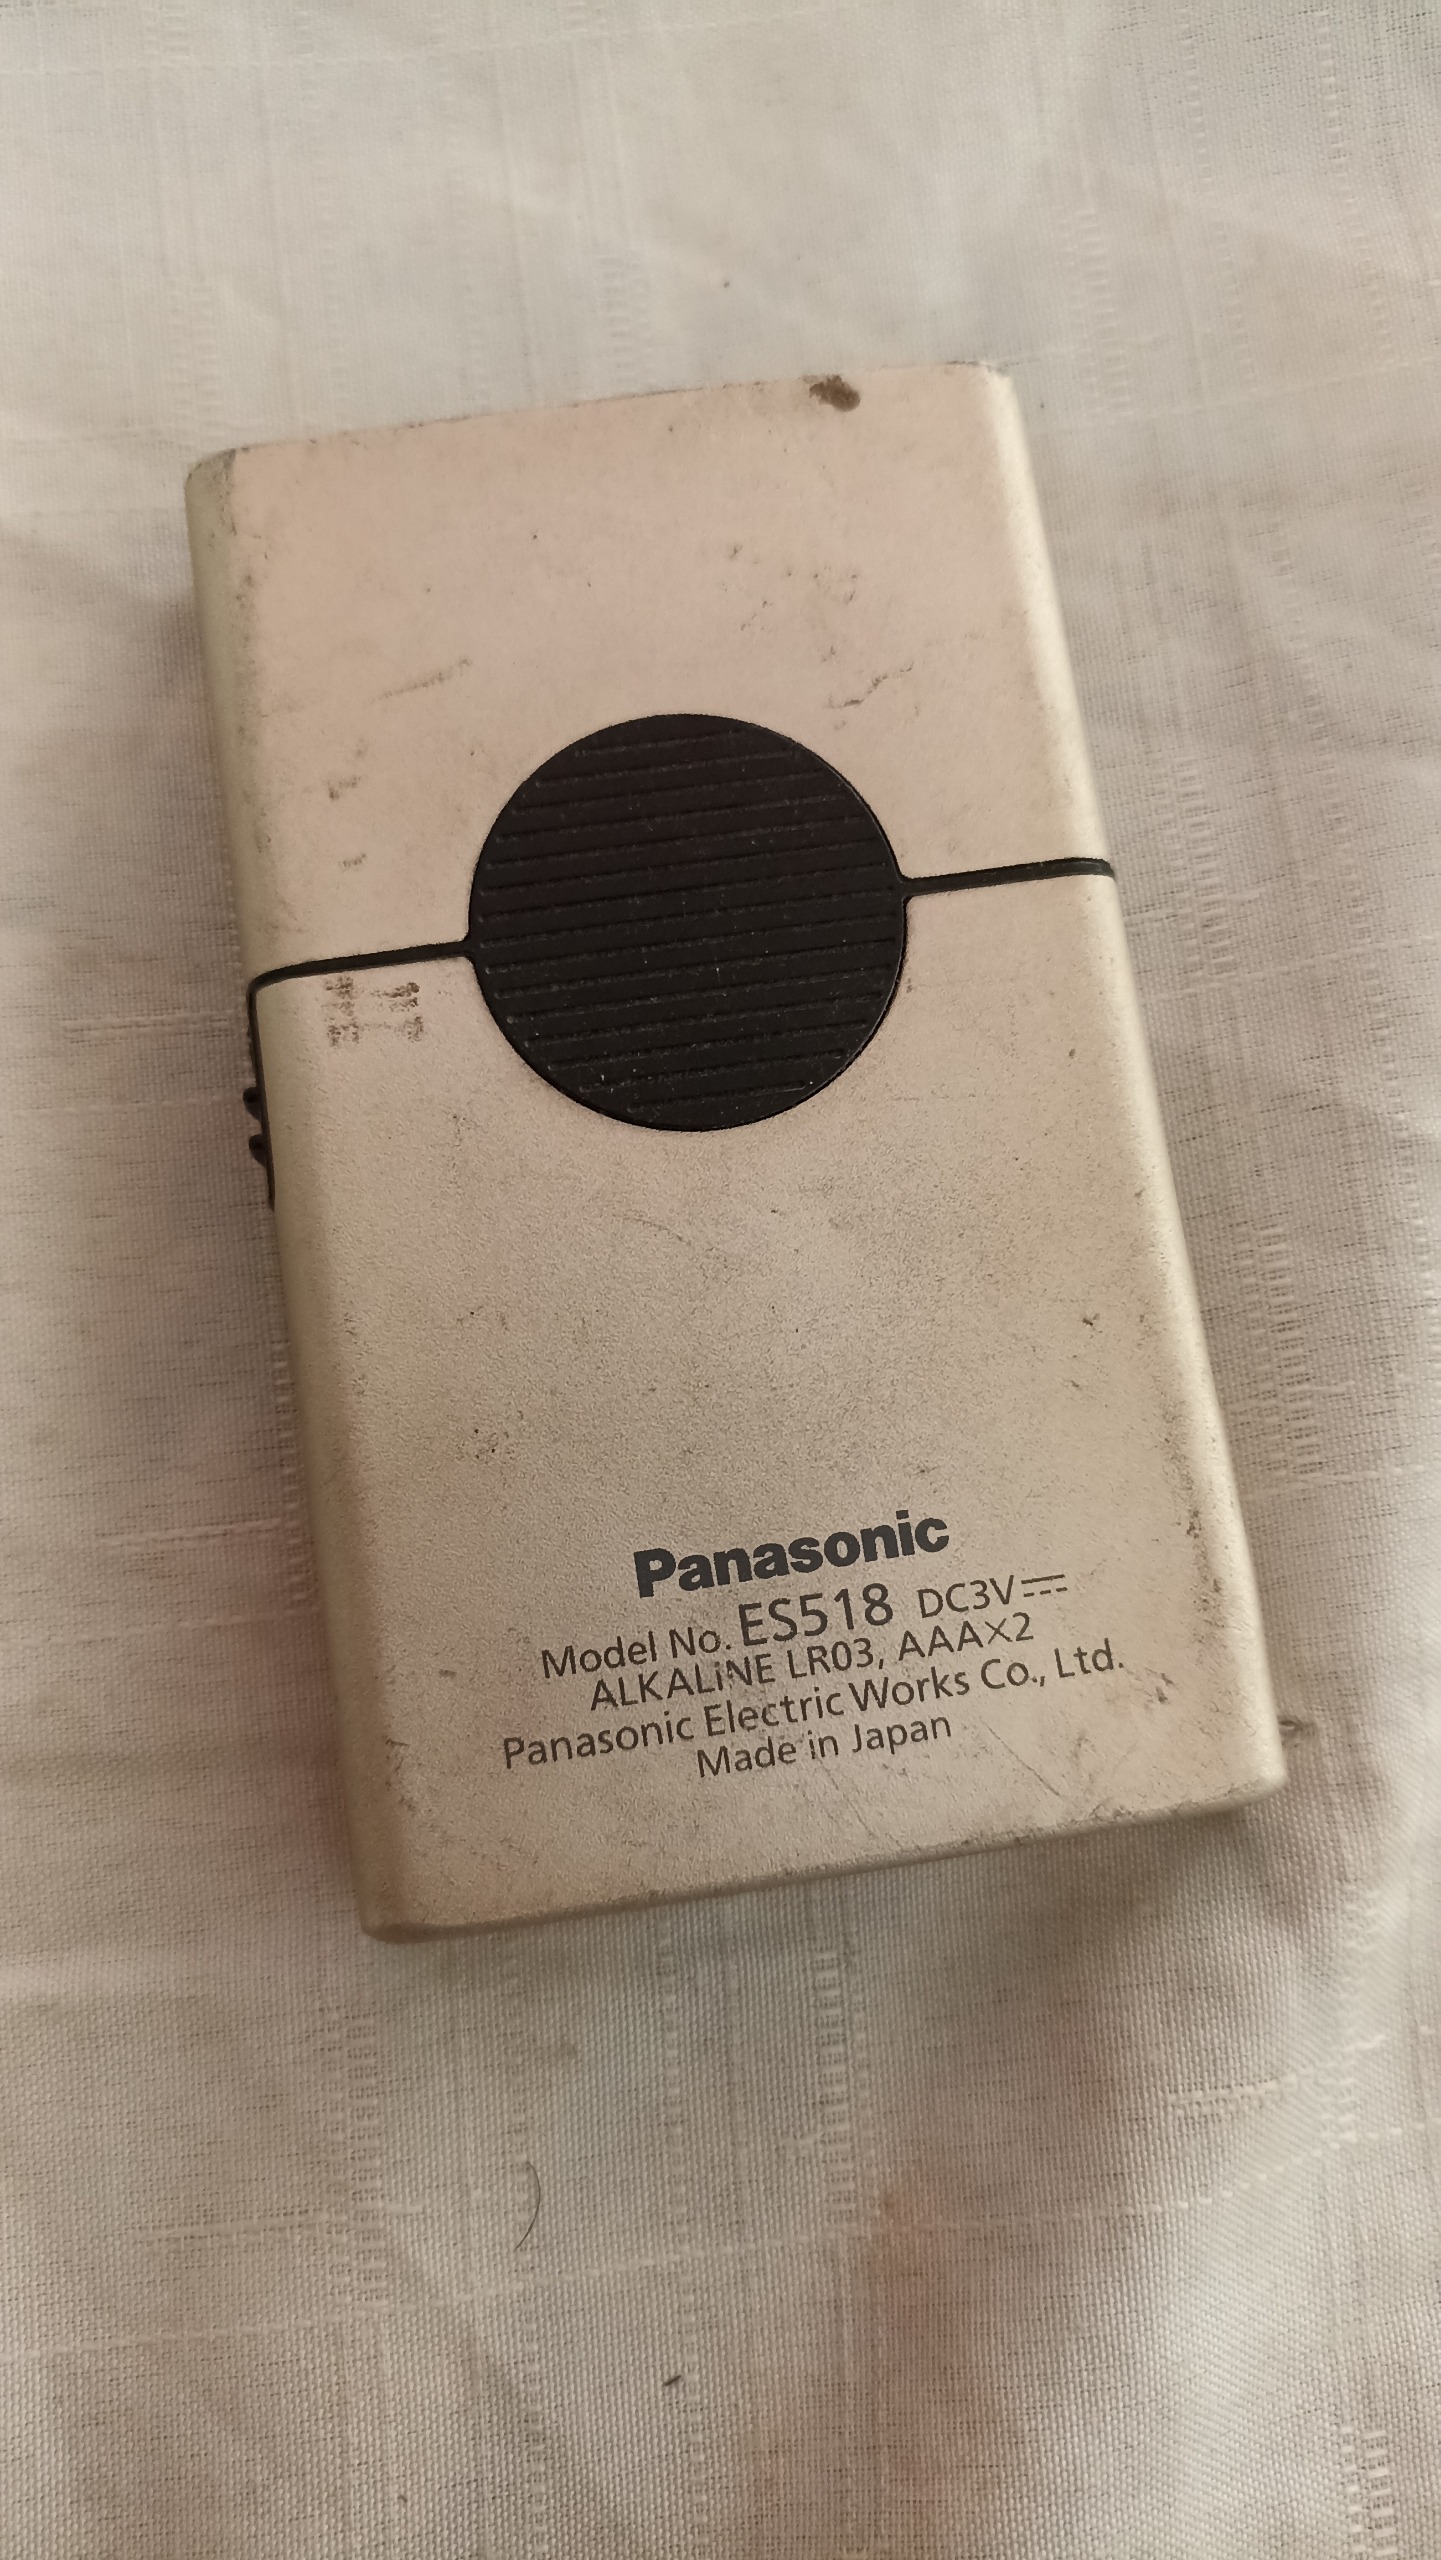 Panasonic
Model No. ES518 DC3V⎓
ALKALiNE LR03, AAA×2
Panasonic Electric Works Co., Ltd.
Made in Japan